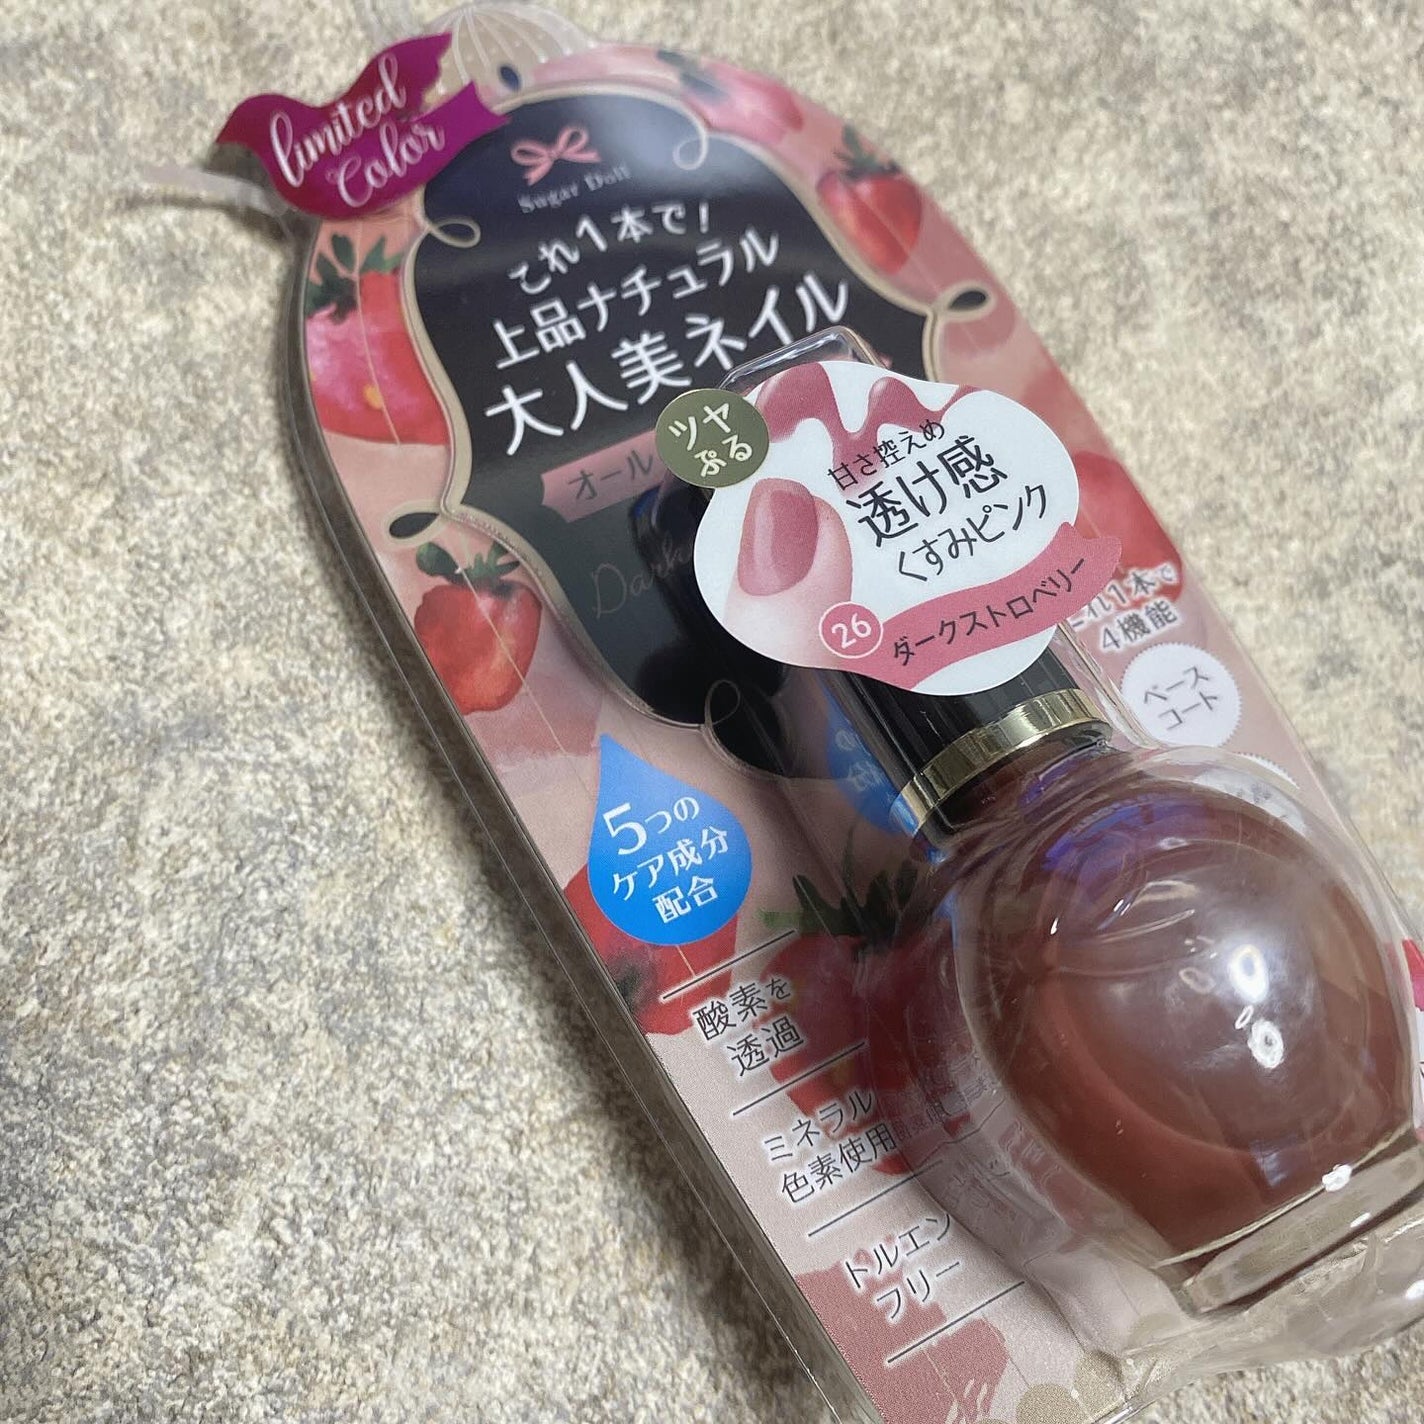 limited
Color
Sugar Doll
これ1本で!
上品ナチュラル
大人美ネイル
オール
Dark
ツヤ
ぷる
甘さ控えめ
透け感
くすみピンク
26 ダークストロベリー
これ1本で
4機能
ベース
コート
5つの
ケア成分
配合
酸素を
透過
ミネラル
色素使用
トルエン
フリー